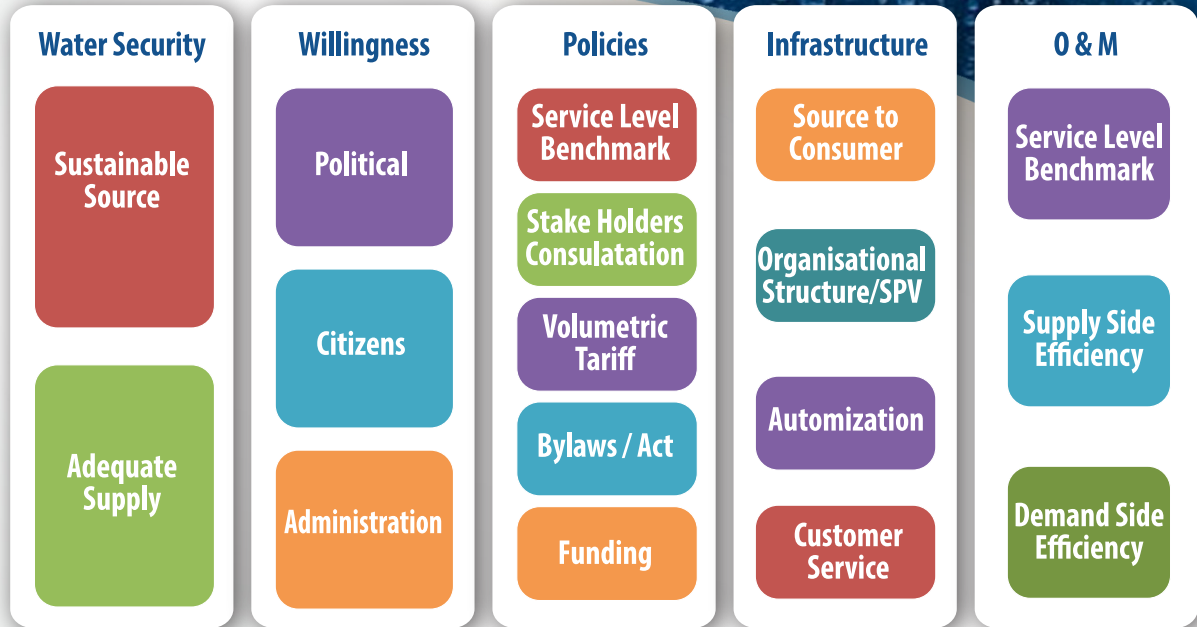 Water Security
Sustainable
Source
Adequate
Supply
Willingness
Political
Citizens
Administration
Policies
Service Level
Benchmark
Stake Holders
Consulatation
Volumetric
Tariff
Bylaws / Act
Funding
Infrastructure
Source to
Consumer
Organisational
Structure/SPV
Automization
Customer
Service
O & M
Service Level
Benchmark
Supply Side
Efficiency
Demand Side
Efficiency